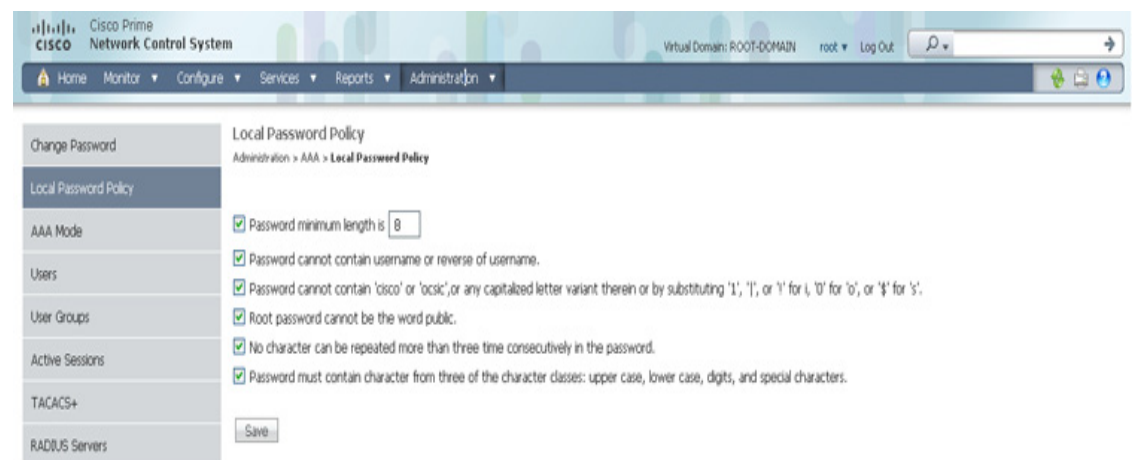 Cisco Prime
CISCO Network Control System
Virtual Domain: ROOT-DOMAIN root Log Out
Home Monitor Configure Services Reports Administration
Change Password
Local Password Policy
AAA Mode
Users
User Groups
Active Sessions
TACACS+
RADIUS Servers
Local Password Policy
Administration > AAA > Local Password Policy
Password minimum length is 8
Password cannot contain username or reverse of username.
Password cannot contain 'cisco' or 'ocsic',or any capitalized letter variant therein or by substituting '1', '|', or '!' for i, '0' for 'o', or '$' for 's'.
Root password cannot be the word public.
No character can be repeated more than three time consecutively in the password.
Password must contain character from three of the character classes: upper case, lower case, digits, and special characters.
Save